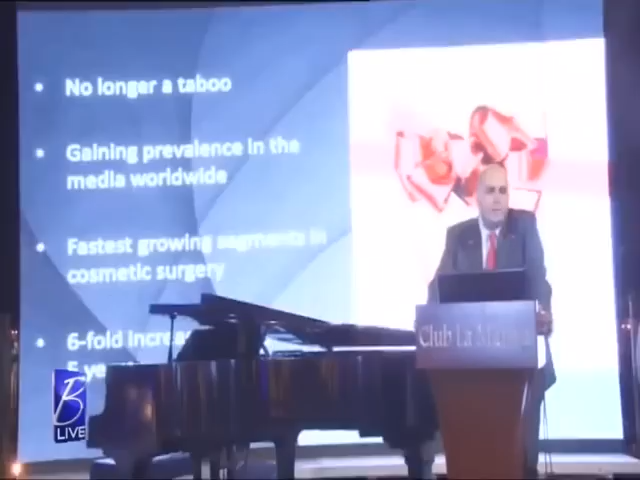 • No longer a taboo
• Gaining prevalence in the
media worldwide
• Fastest growing segments in
cosmetic surgery
• 6-fold increase
B
LIVE
Club La